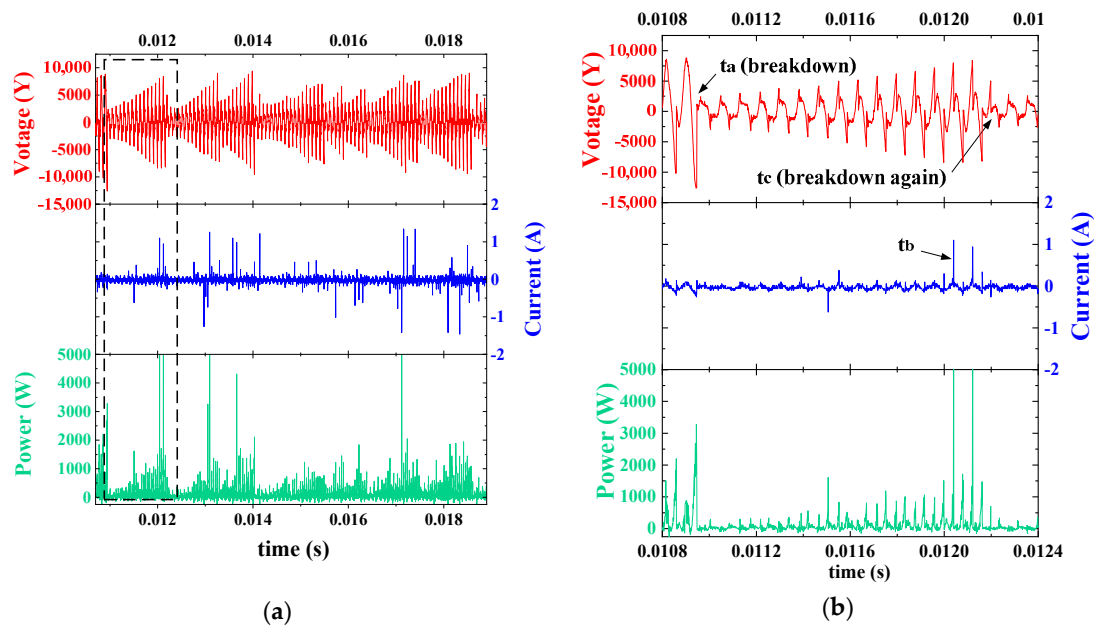 0.012 0.014 0.016 0.018
10,000
5000
0
-5000
-10,000
-15,000
Votage (Y)
2
1
0
-1
-2
Current (A)
5000
4000
3000
2000
1000
0
Power (W)
0.012 0.014 0.016 0.018
time (s)
(a)
0.0108 0.0112 0.0116 0.0120 0.01
10,000
5000
0
-5000
-10,000
-15,000
Votage (Y)
ta (breakdown)
tc (breakdown again)
2
1
0
-1
-2
Current (A)
tb
5000
4000
3000
2000
1000
0
Power (W)
0.0108 0.0112 0.0116 0.0120 0.0124
time (s)
(b)